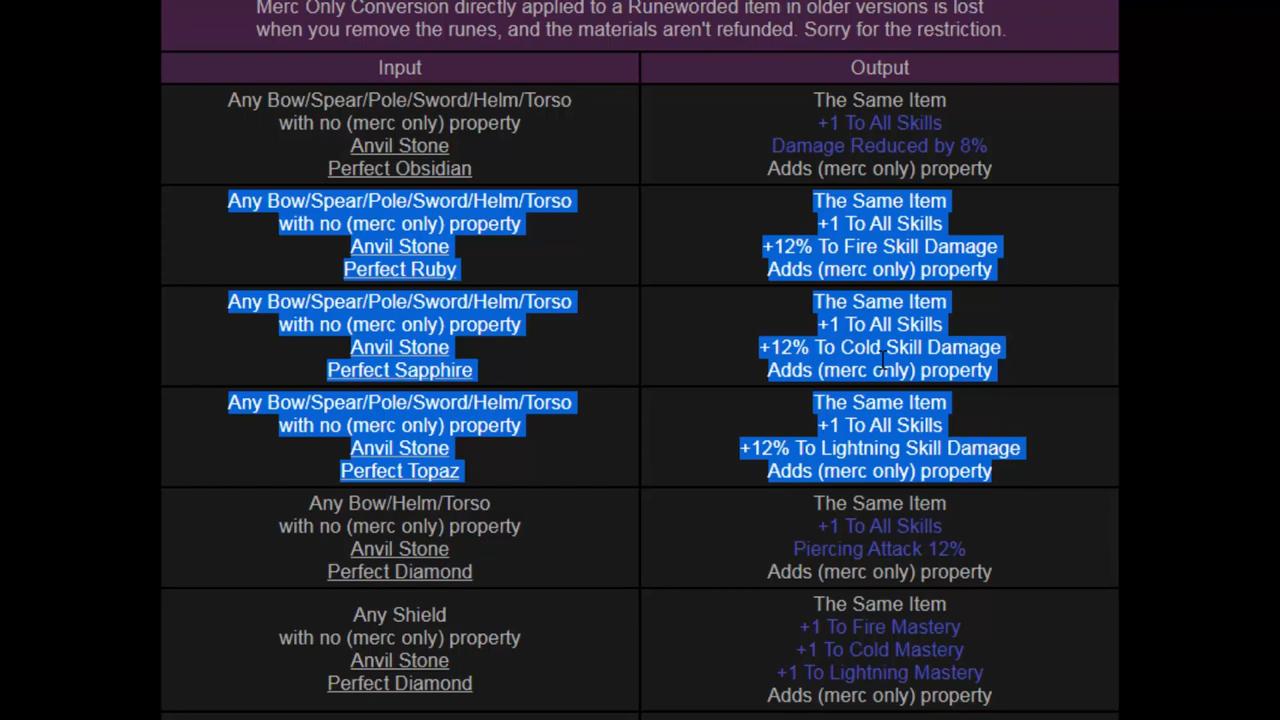 Merc Only Conversion directly applied to a Runeworded item in older versions is lost
when you remove the runes, and the materials aren't refunded. Sorry for the restriction.
Input
Output
Any Bow/Spear/Pole/Sword/Helm/Torso
with no (merc only) property
Anvil Stone
Perfect Obsidian
The Same Item
+1 To All Skills
Damage Reduced by 8%
Adds (merc only) property
Any Bow/Spear/Pole/Sword/Helm/Torso
with no (merc only) property
Anvil Stone
Perfect Ruby
The Same Item
+1 To All Skills
+12% To Fire Skill Damage
Adds (merc only) property
Any Bow/Spear/Pole/Sword/Helm/Torso
with no (merc only) property
Anvil Stone
Perfect Sapphire
The Same Item
+1 To All Skills
+12% To Cold Skill Damage
Adds (merc only) property
Any Bow/Spear/Pole/Sword/Helm/Torso
with no (merc only) property
Anvil Stone
Perfect Topaz
The Same Item
+1 To All Skills
+12% To Lightning Skill Damage
Adds (merc only) property
Any Bow/Helm/Torso
with no (merc only) property
Anvil Stone
Perfect Diamond
The Same Item
+1 To All Skills
Piercing Attack 12%
Adds (merc only) property
Any Shield
with no (merc only) property
Anvil Stone
Perfect Diamond
The Same Item
+1 To Fire Mastery
+1 To Cold Mastery
+1 To Lightning Mastery
Adds (merc only) property